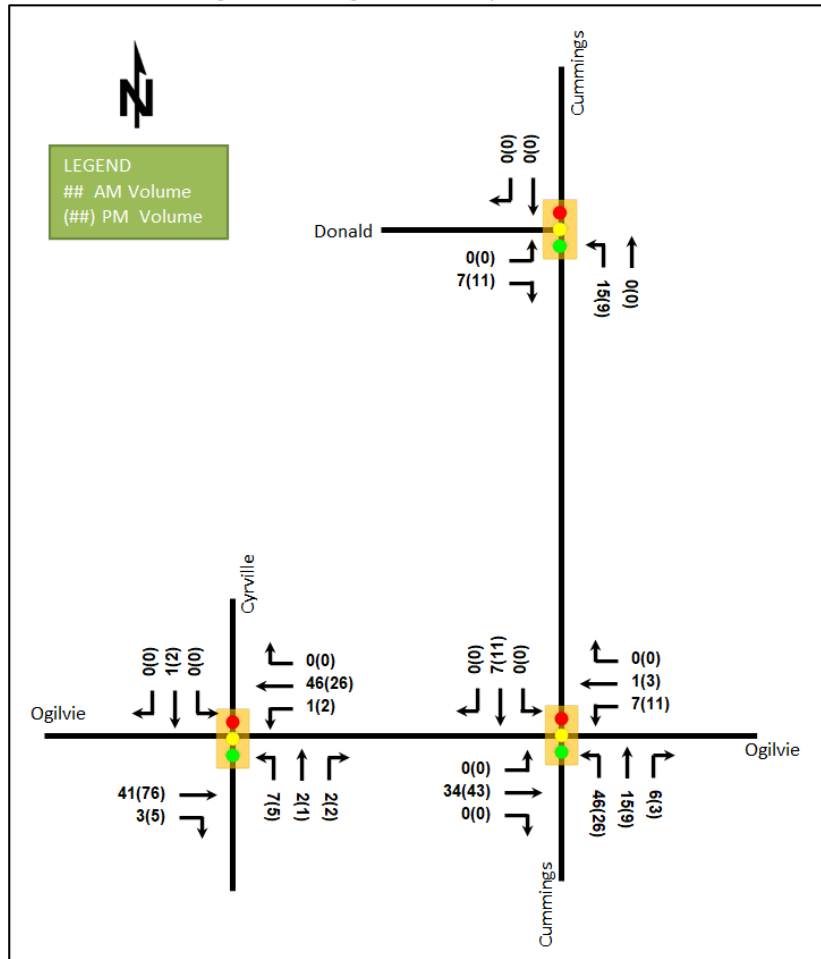 Cummings
N
LEGEND
## AM Volume
(##) PM Volume
0(0)
0(0)
Donald
0(0)
7(11)
15(9)
0(0)
Cyrville
0(0)
1(2)
0(0)
0(0)
46(26)
1(2)
0(0)
7(11)
0(0)
0(0)
1(3)
7(11)
Ogilvie
Ogilvie
41(76)
3(5)
7(5)
2(1)
2(2)
0(0)
34(43)
0(0)
46(26)
15(9)
6(3)
Cummings